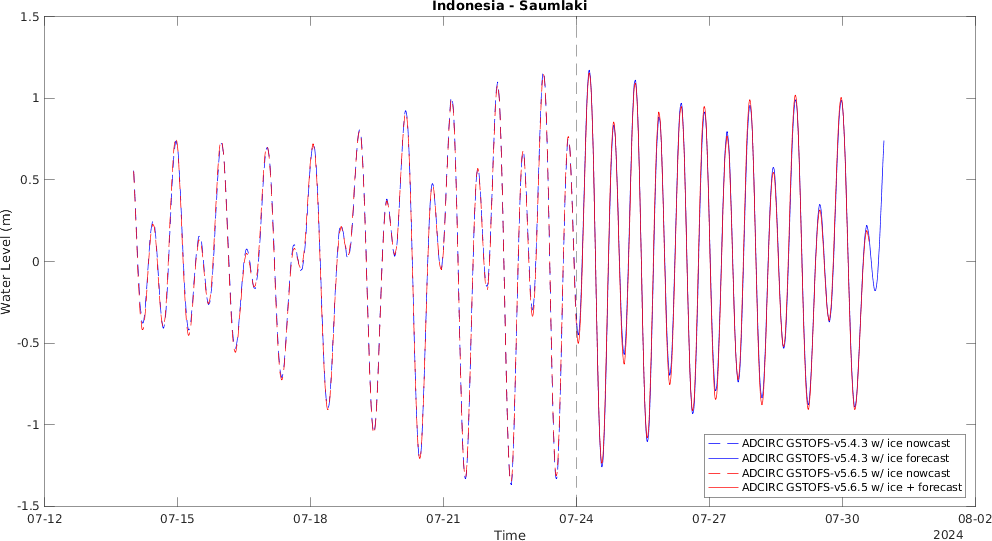 Indonesia - Saumlaki
1.5
1
0.5
0
-0.5
-1
-1.5
Water Level (m)
07-12
07-15
07-18
07-21
07-24
07-27
07-30
08-02
Time
2024
ADCIRC GSTOFS-v5.4.3 w/ ice nowcast
ADCIRC GSTOFS-v5.4.3 w/ ice forecast
ADCIRC GSTOFS-v5.6.5 w/ ice nowcast
ADCIRC GSTOFS-v5.6.5 w/ ice + forecast